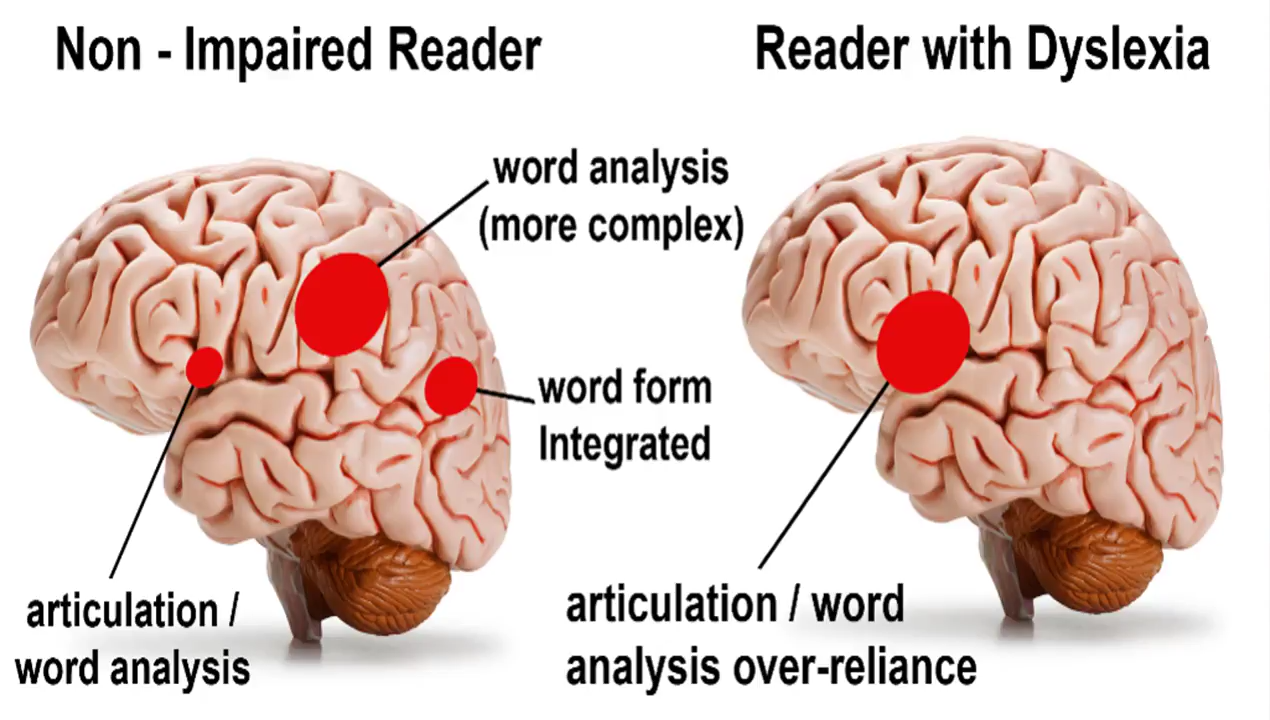 Non - Impaired Reader
Reader with Dyslexia
word analysis
(more complex)
word form
Integrated
articulation /
word analysis
articulation / word
analysis over-reliance